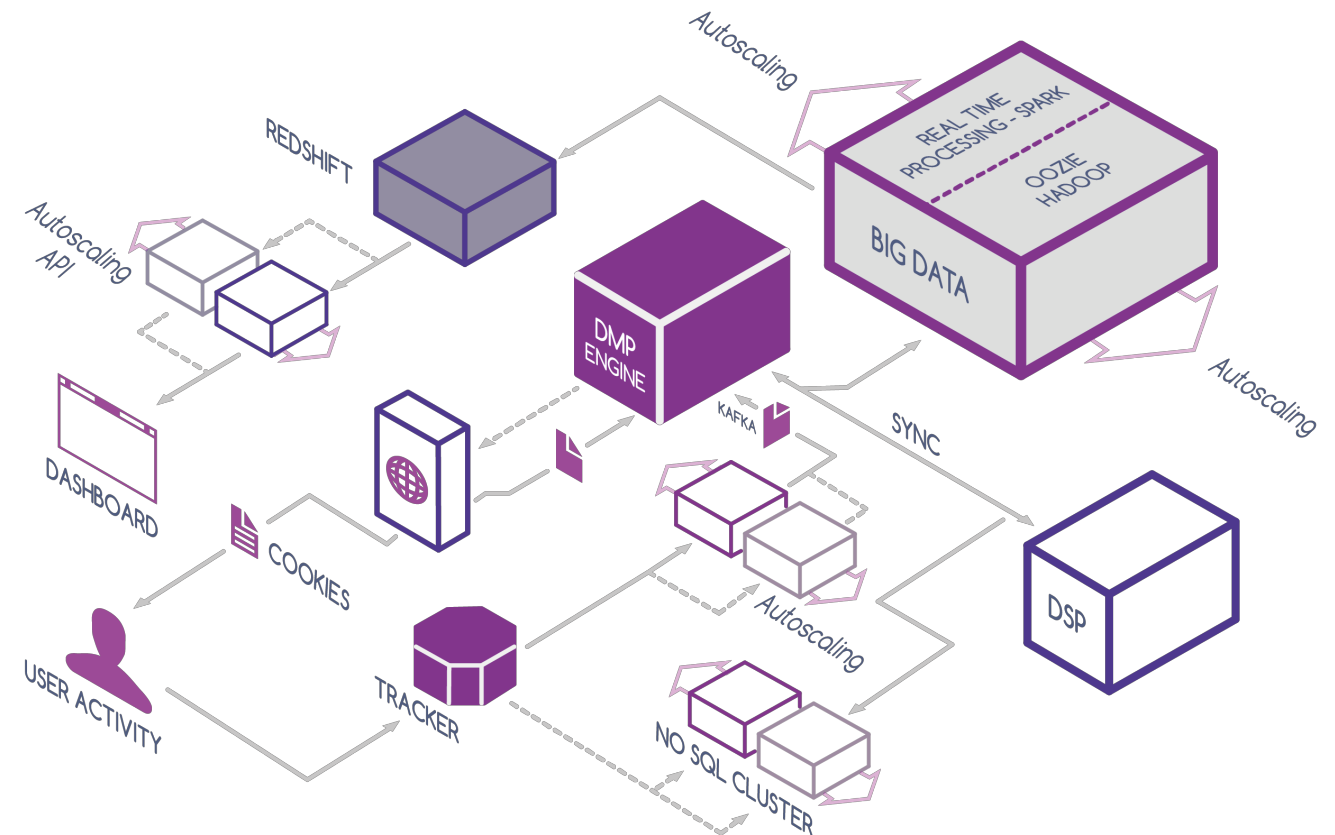 Autoscaling
REAL TIME
PROCESSING - SPARK
OOZIE
HADOOP
BIG DATA
REDSHIFT
Autoscaling
API
DMP
ENGINE
Autoscaling
KAFKA
SYNC
DASHBOARD
COOKIES
DSP
Autoscaling
USER ACTIVITY
TRACKER
NO SQL CLUSTER